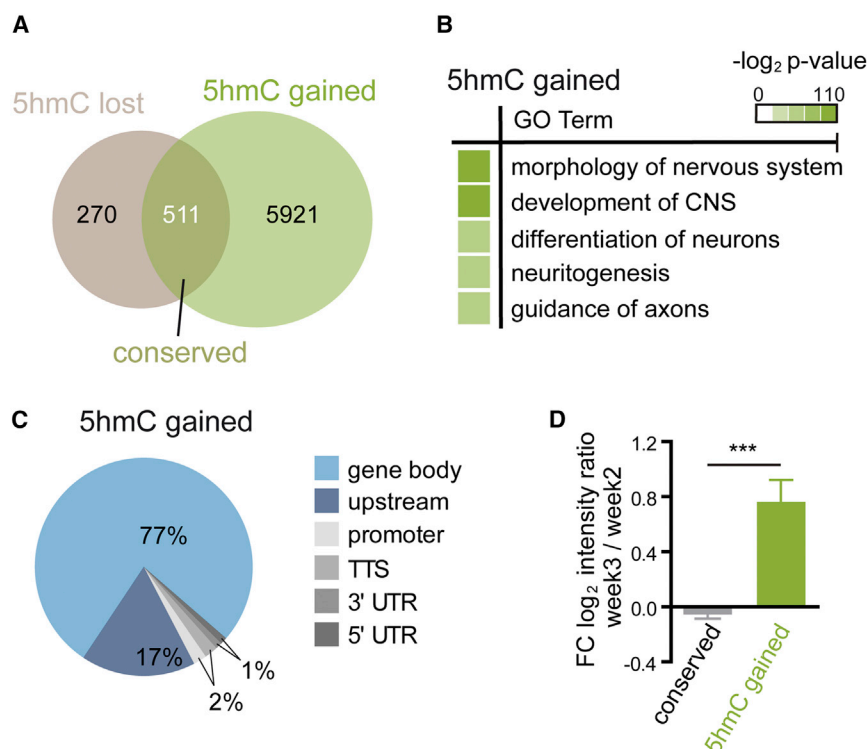 A
5hmC lost
5hmC gained
270
511
5921
conserved
B
5hmC gained
-log₂ p-value
0 110
GO Term
morphology of nervous system
development of CNS
differentiation of neurons
neuritogenesis
guidance of axons
C
5hmC gained
77%
17%
2%
1%
gene body
upstream
promoter
TTS
3' UTR
5' UTR
D
FC log₂ intensity ratio
week3 / week2
1.2
0.8
0.4
0.0
-0.4
***
conserved
5hmC gained